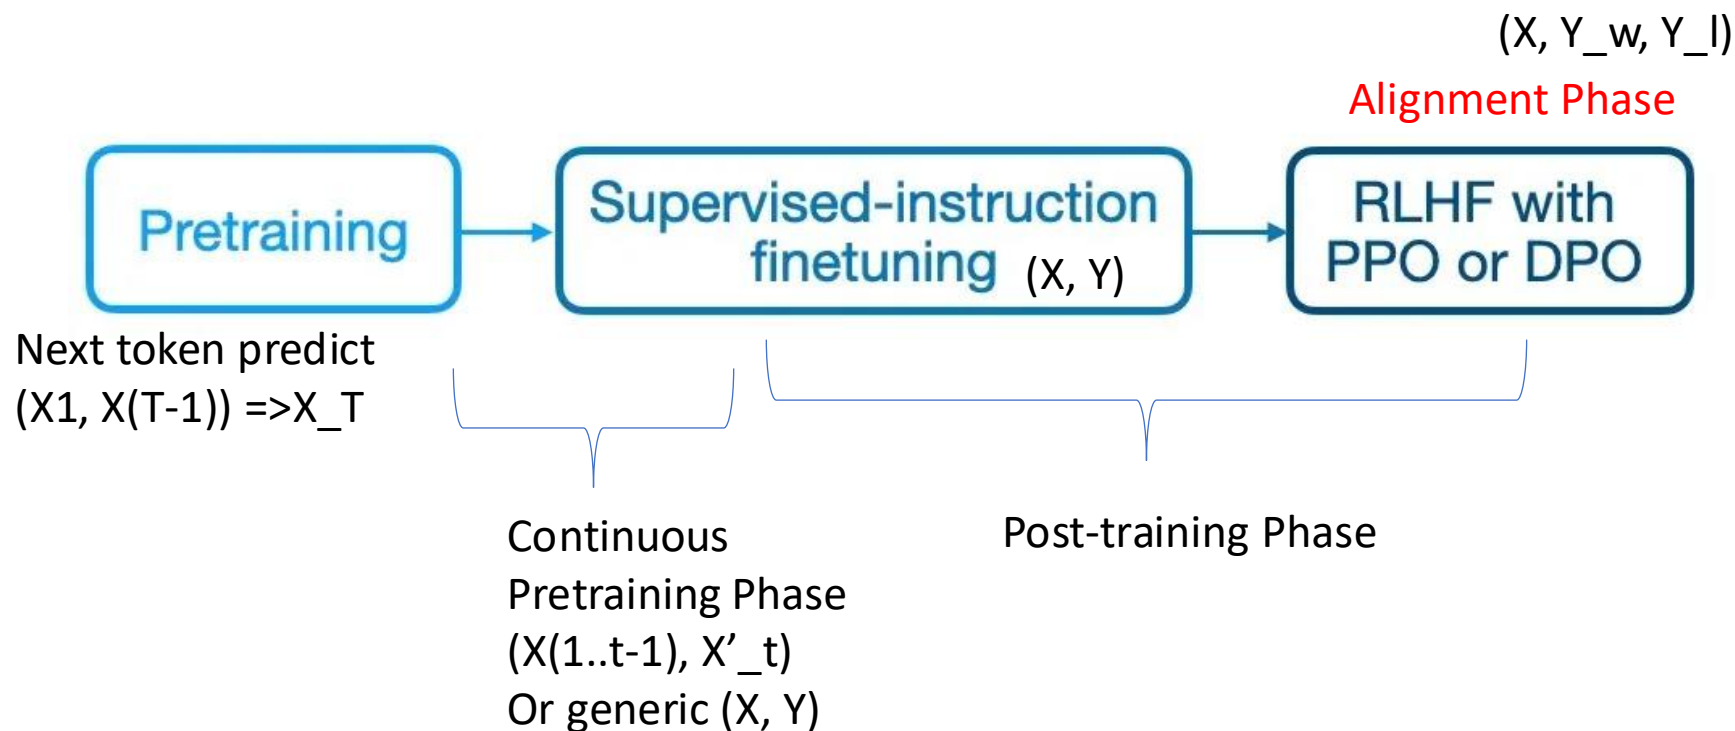 (X, Y_w, Y_l)
Alignment Phase
Pretraining
Supervised-instruction
finetuning (X, Y)
RLHF with
PPO or DPO
Next token predict
(X1, X(T-1)) =>X_T
Continuous
Pretraining Phase
(X(1..t-1), X’_t)
Or generic (X, Y)
Post-training Phase